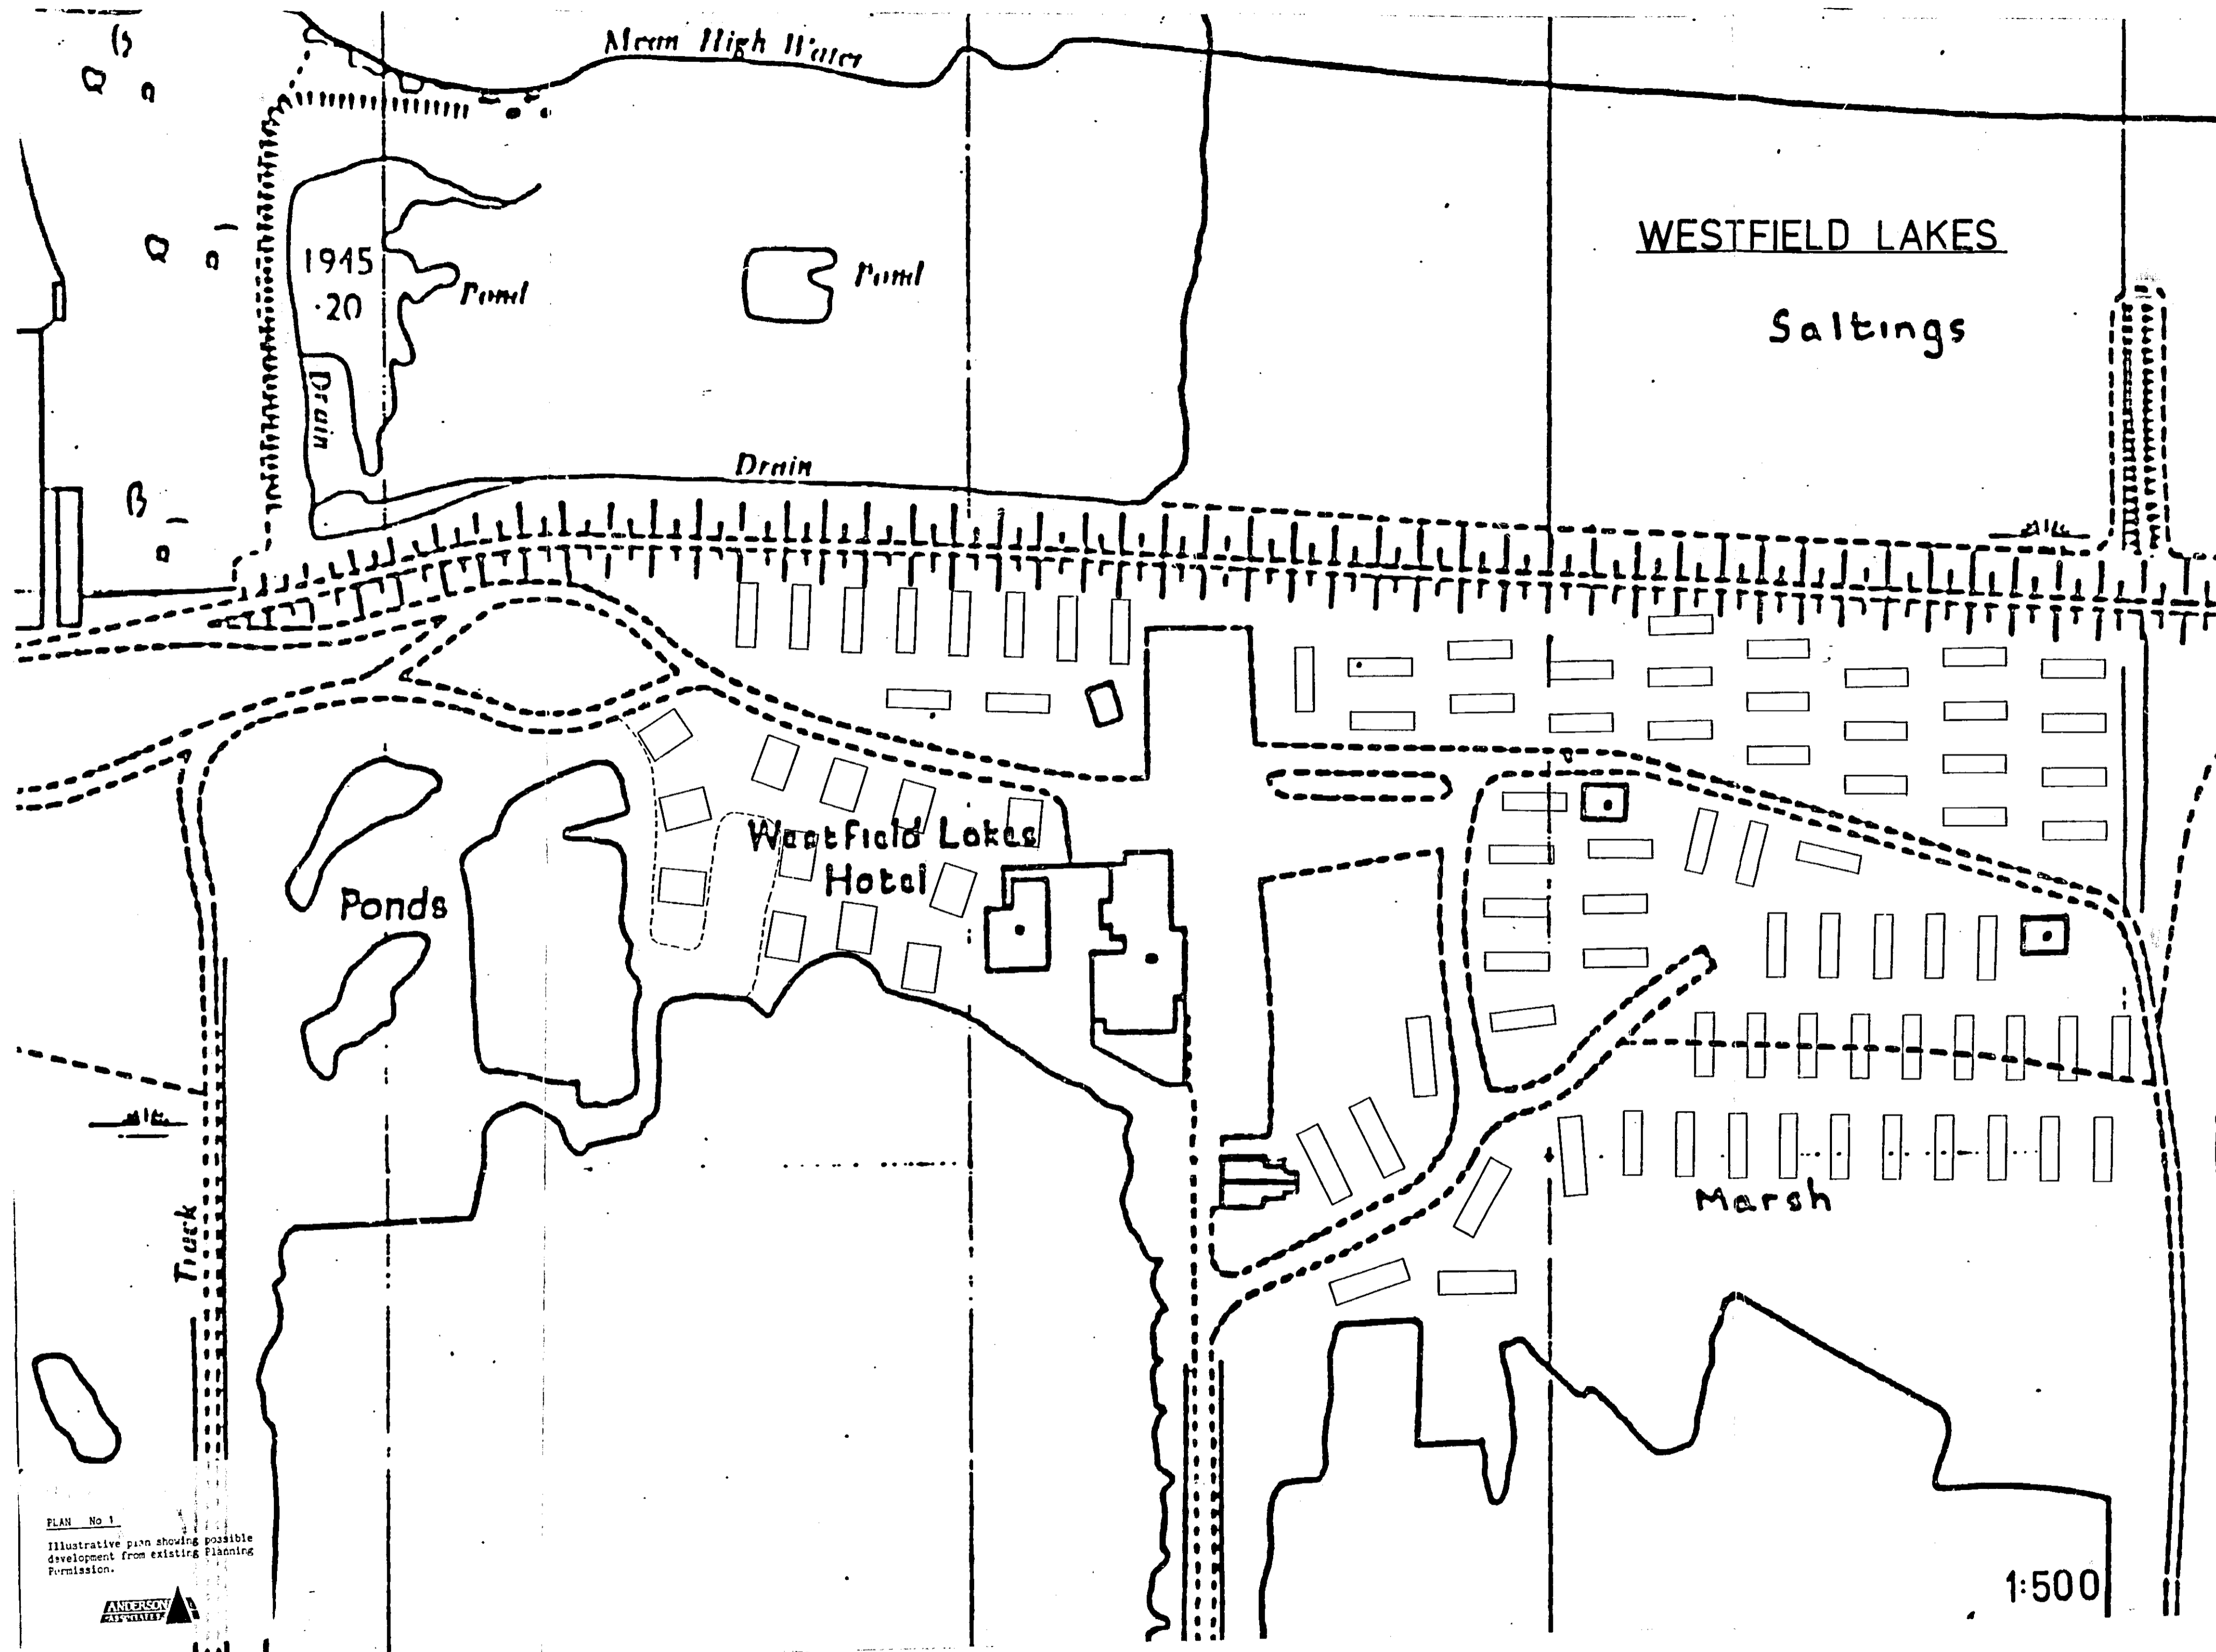 Mean High Water
WESTFIELD LAKES
Saltings
1945
·20
Pond
Pond
Drain
Drain
Westfield Lakes
Hotel
Ponds
Track
Marsh
PLAN No 1
Illustrative plan showing possible
development from existing Planning
Permission.
ANDERSON
1:500